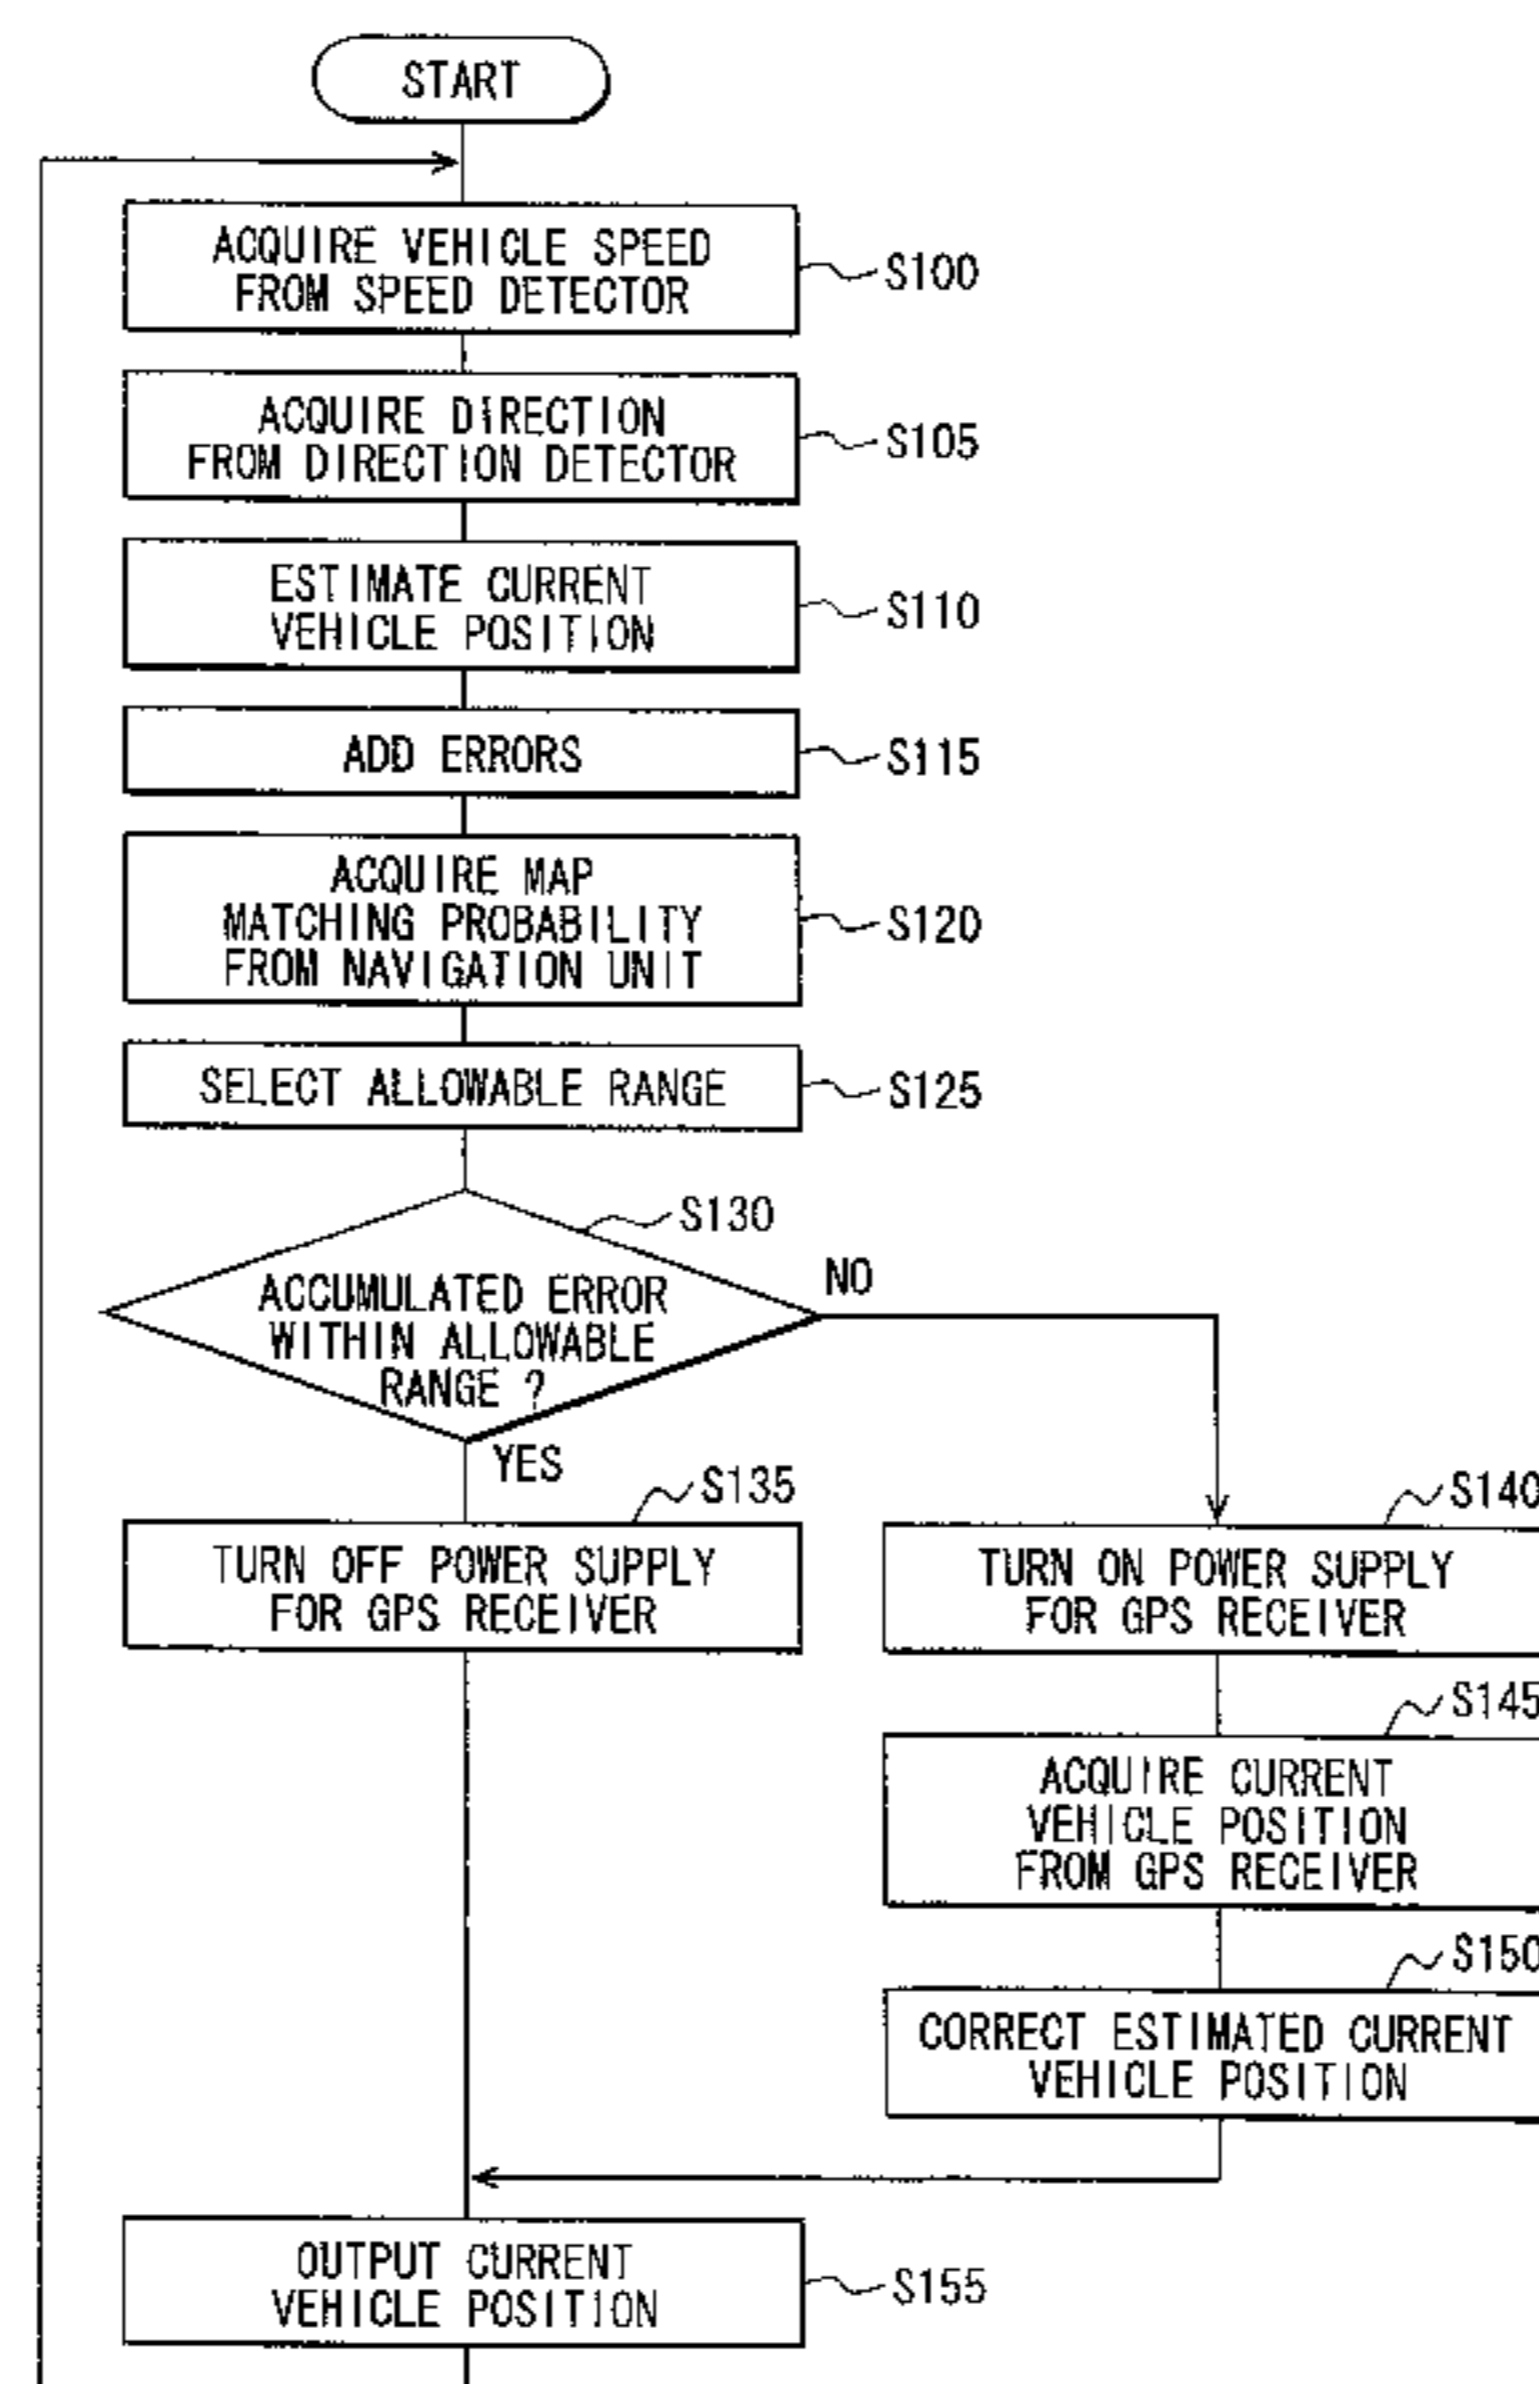 START
ACQUIRE VEHICLE SPEED
FROM SPEED DETECTOR
S100
ACQUIRE DIRECTION
FROM DIRECTION DETECTOR
S105
ESTIMATE CURRENT
VEHICLE POSITION
S110
ADD ERRORS
S115
ACQUIRE MAP
MATCHING PROBABILITY
FROM NAVIGATION UNIT
S120
SELECT ALLOWABLE RANGE
S125
S130
ACCUMULATED ERROR
WITHIN ALLOWABLE
RANGE ?
NO
YES
S135
TURN OFF POWER SUPPLY
FOR GPS RECEIVER
S140
TURN ON POWER SUPPLY
FOR GPS RECEIVER
S145
ACQUIRE CURRENT
VEHICLE POSITION
FROM GPS RECEIVER
S150
CORRECT ESTIMATED CURRENT
VEHICLE POSITION
OUTPUT CURRENT
VEHICLE POSITION
S155